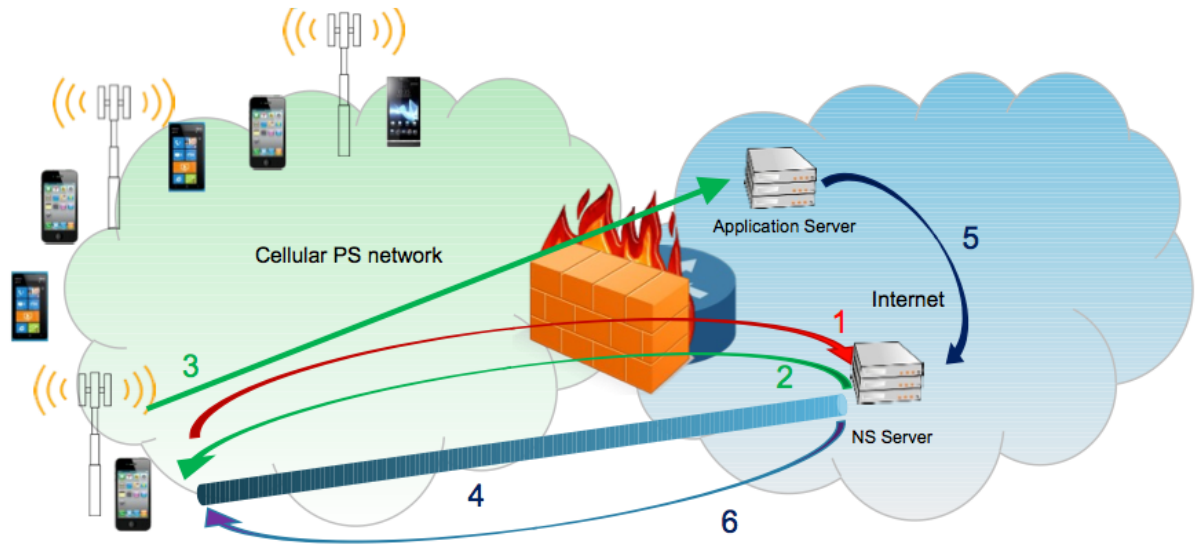 Application Server
5
Cellular PS network
Internet
1
3
2
NS Server
4
6